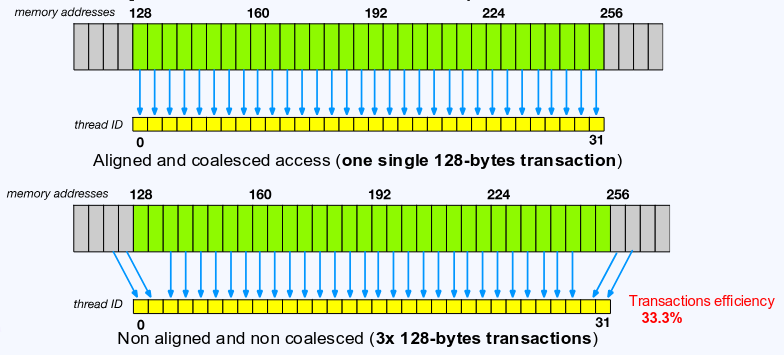 memory addresses 128 160 192 224 256
thread ID
0 31
Aligned and coalesced access (one single 128-bytes transaction)
memory addresses 128 160 192 224 256
thread ID
0 31
Transactions efficiency
33.3%
Non aligned and non coalesced (3x 128-bytes transactions)